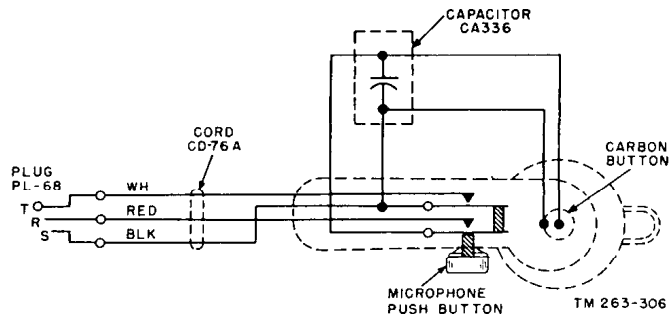 CAPACITOR
CA336
CORD
CD-76A
PLUG
PL-68
T
R
S
WH
RED
BLK
CARBON
BUTTON
MICROPHONE
PUSH BUTTON
TM 263-306